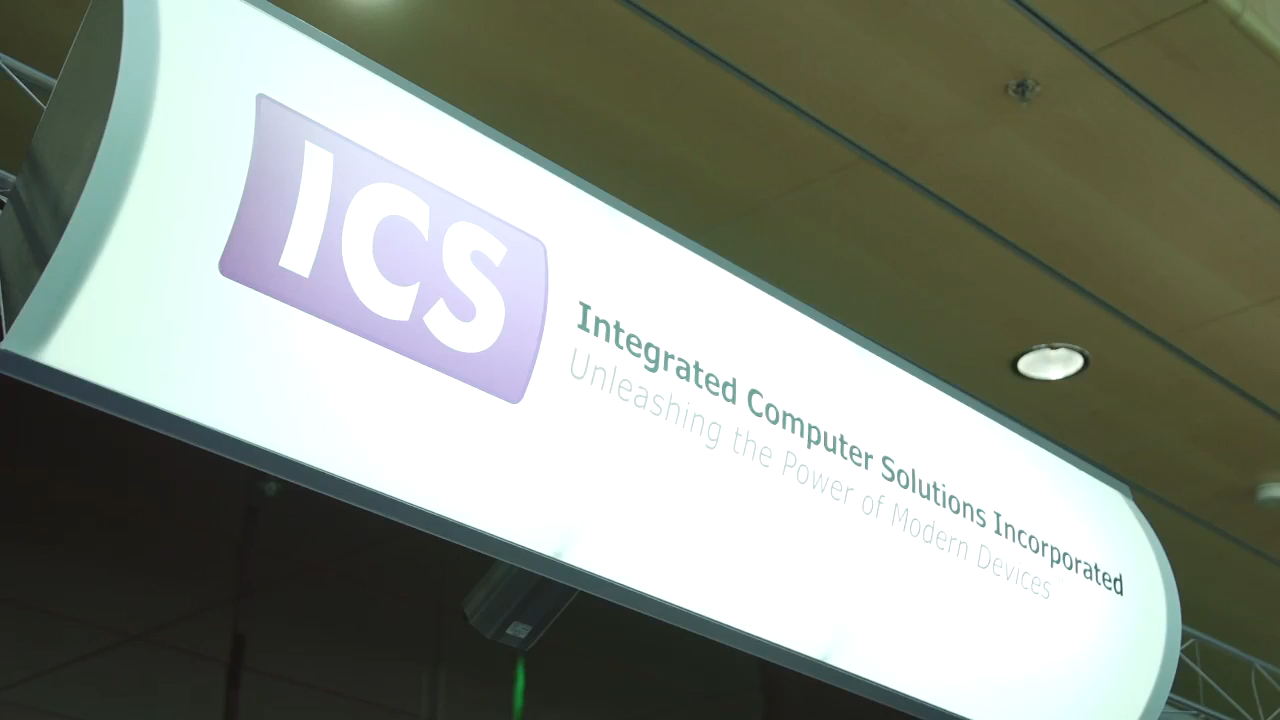 ICS
Integrated Computer Solutions Incorporated
Unleashing the Power of Modern Devices